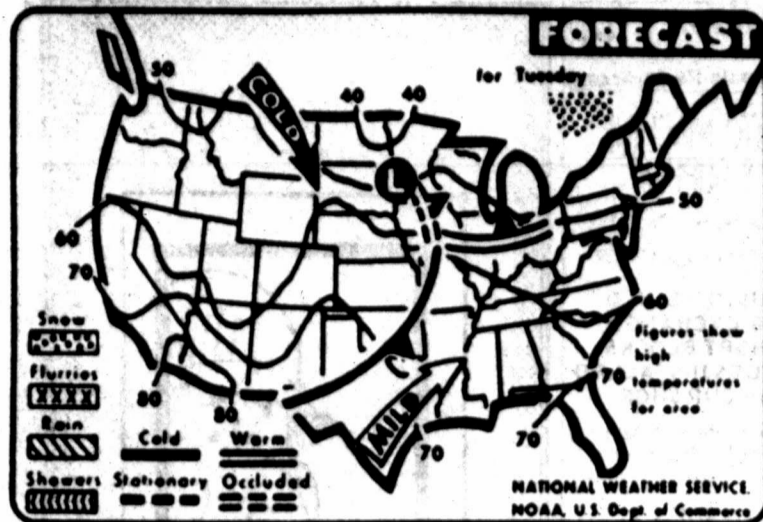 FORECAST
for Tuesday
50
COLD
40
40
L
50
60
70
60
Snow
figures show
high
temperatures
for area
Flurries
80
80
70
MILD
70
70
Rain
Cold
Warm
Showers
Stationary
Occluded
NATIONAL WEATHER SERVICE.
NOAA, U.S. Dept. of Commerce